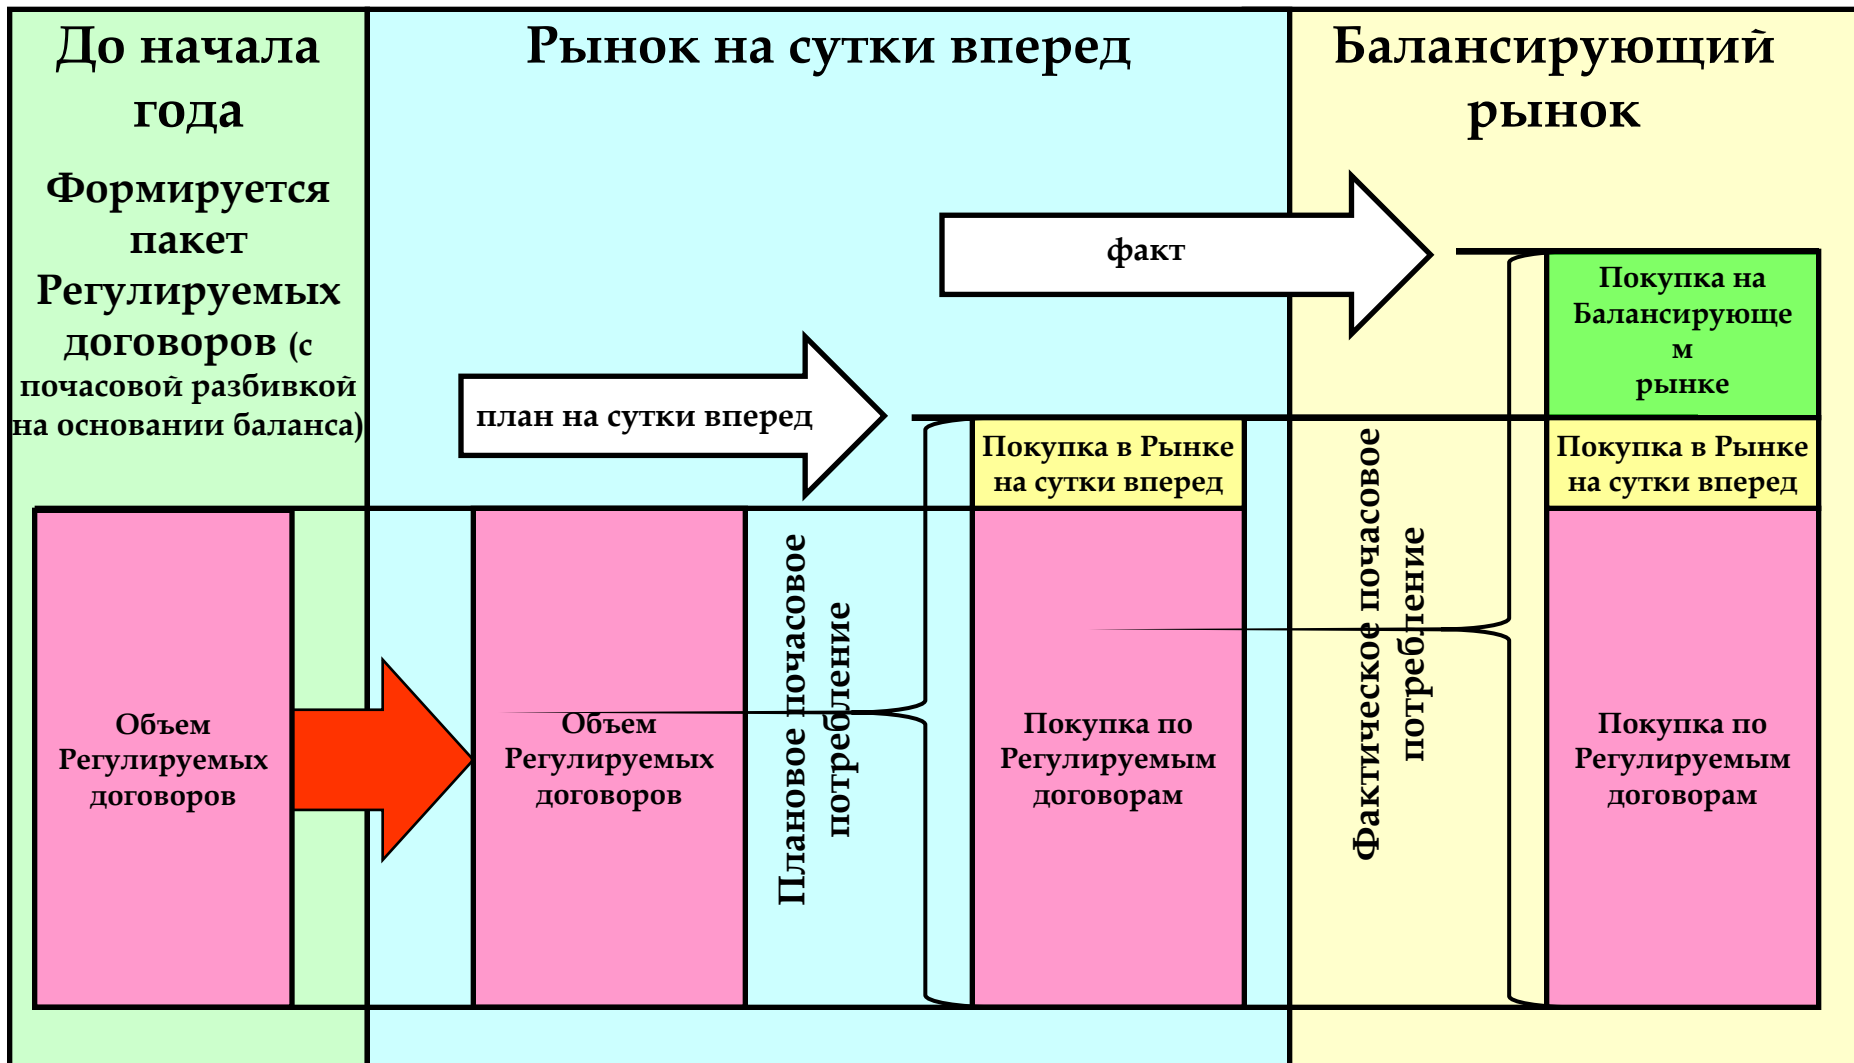 До начала
года
Формируется
пакет
Регулируемых
договоров (с
почасовой разбивкой
на основании баланса)
Объем
Регулируемых
договоров
Рынок на сутки вперед
план на сутки вперед
Объем
Регулируемых
договоров
Плановое почасовое
потребление
Покупка в Рынке
на сутки вперед
Покупка по
Регулируемым
договорам
факт
Балансирующий
рынок
Фактическое почасовое
потребление
Покупка на
Балансирующе
м
рынке
Покупка в Рынке
на сутки вперед
Покупка по
Регулируемым
договорам